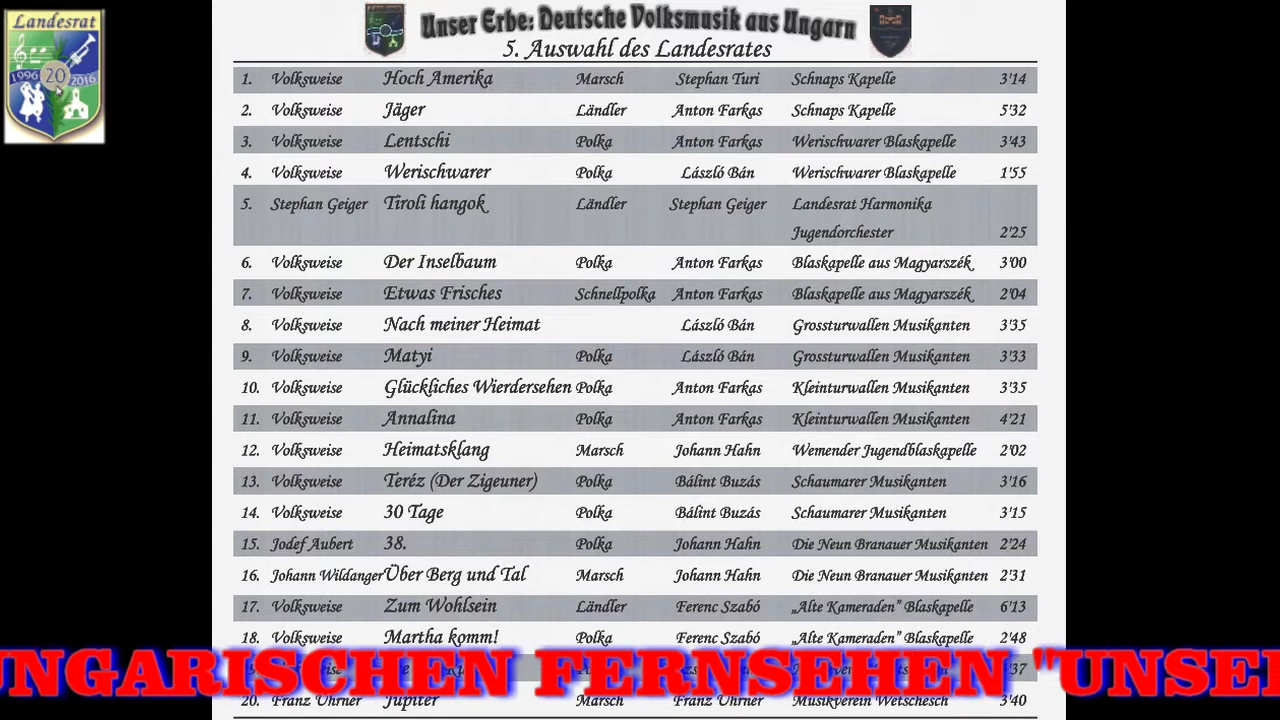 Landesrat
1996 20 2016
Unser Erbe: Deutsche Volksmusik aus Ungarn
5. Auswahl des Landesrates
1. Volksweise Hoch Amerika Marsch Stephan Turi Schnaps Kapelle 3'14
2. Volksweise Jäger Ländler Anton Farkas Schnaps Kapelle 5'32
3. Volksweise Lentschi Polka Anton Farkas Werischwarer Blaskapelle 3'43
4. Volksweise Werischwarer Polka László Bán Werischwarer Blaskapelle 1'55
5. Stephan Geiger Tiroli hangok Ländler Stephan Geiger Landesrat Harmonika
Jugendorchester 2'25
6. Volksweise Der Inselbaum Polka Anton Farkas Blaskapelle aus Magyarszék 3'00
7. Volksweise Etwas Frisches Schnellpolka Anton Farkas Blaskapelle aus Magyarszék 2'04
8. Volksweise Nach meiner Heimat László Bán Grossturwallen Musikanten 3'35
9. Volksweise Matyi Polka László Bán Grossturwallen Musikanten 3'33
10. Volksweise Glückliches Wierdersehen Polka Anton Farkas Kleinturwallen Musikanten 3'35
11. Volksweise Annalina Polka Anton Farkas Kleinturwallen Musikanten 4'21
12. Volksweise Heimatsklang Marsch Johann Hahn Wemender Jugendblaskapelle 2'02
13. Volksweise Teréz (Der Zigeuner) Polka Bálint Buzás Schaumarer Musikanten 3'16
14. Volksweise 30 Tage Polka Bálint Buzás Schaumarer Musikanten 3'15
15. Jodef Aubert 38. Polka Johann Hahn Die Neun Branauer Musikanten 2'24
16. Johann Wildanger Über Berg und Tal Marsch Johann Hahn Die Neun Branauer Musikanten 2'31
17. Volksweise Zum Wohlsein Ländler Ferenc Szabó „Alte Kameraden” Blaskapelle 6'13
18. Volksweise Martha komm! Polka Ferenc Szabó „Alte Kameraden” Blaskapelle 2'48
UNGARISCHEN FERNSEHEN "UNSER
20. Franz Uhrner Jupiter Marsch Franz Uhrner Musikverein Wetschesch 3'40